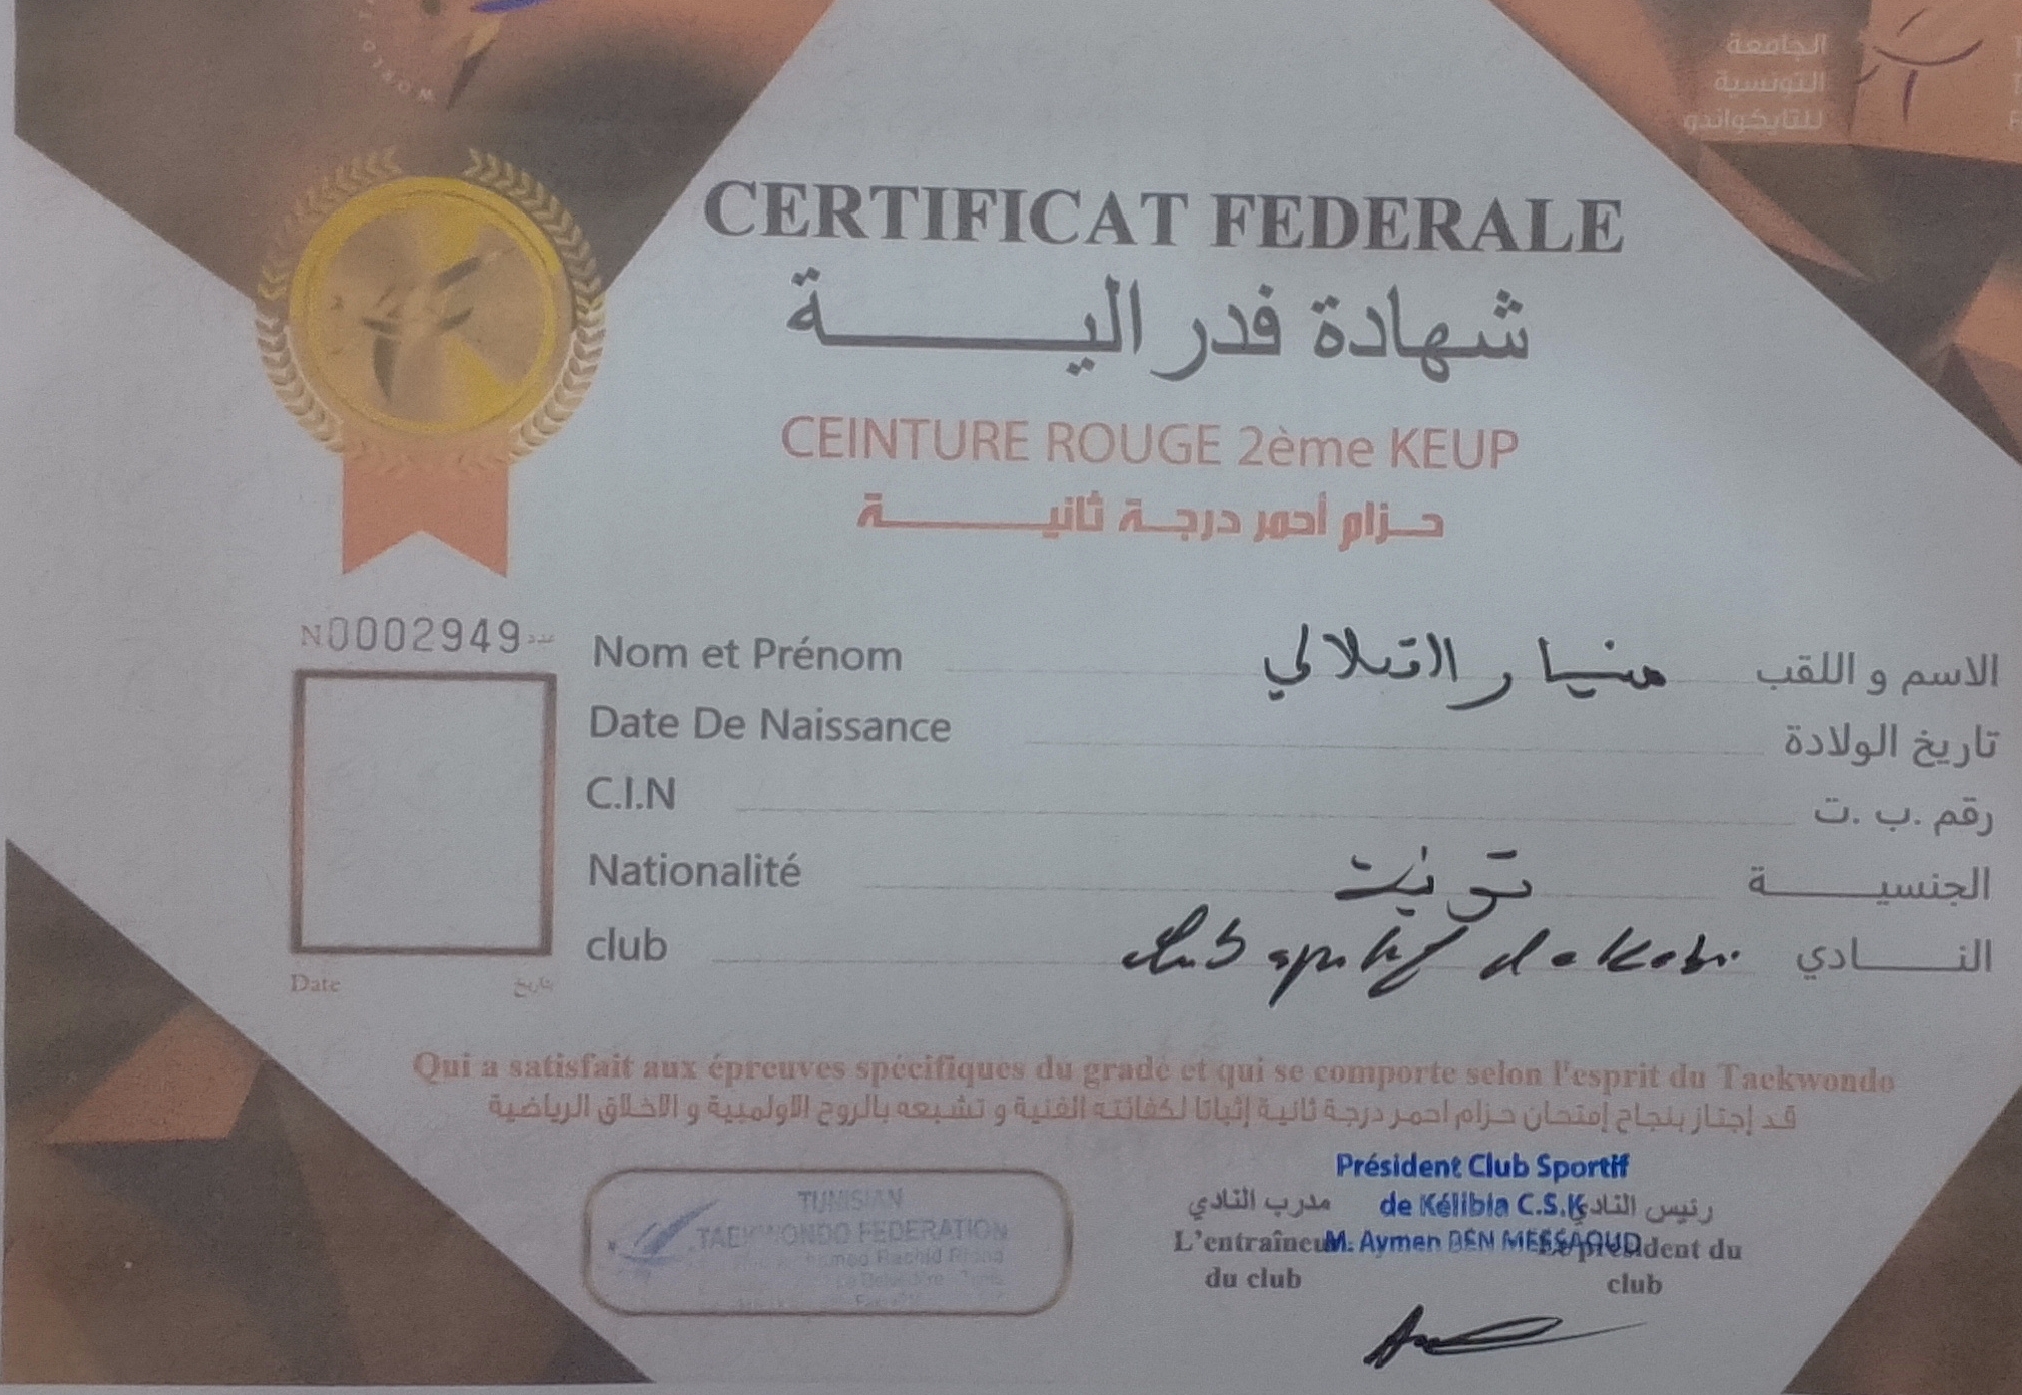 WORLD
الجامعة
التونسية
للتايكواندو
CERTIFICAT FEDERALE
شهادة فدرالية
CEINTURE ROUGE 2ème KEUP
حزام أحمر درجة ثانية
N0002949 عدد
Nom et Prénom منيار التلالي الاسم و اللقب
Date De Naissance تاريخ الولادة
C.I.N رقم .ب .ت
Nationalité الجنسية
club club النادي
Date تاريخ
Qui a satisfait aux épreuves spécifiques du grade et qui se comporte selon l'esprit du Taekwondo
قد إجتاز بنجاح إمتحان حزام احمر درجة ثانية إثباتا لكفائته الفنية و تشبعه بالروح الاولمبية و الاخلاق الرياضية
TUNISIAN
TAEKWONDO FEDERATION
Président Club Sportif
de Kélibia C.S.K
M. Aymen BEN MESSAOUD
مدرب النادي رئيس النادي
L'entraîneur Le président du
du club club